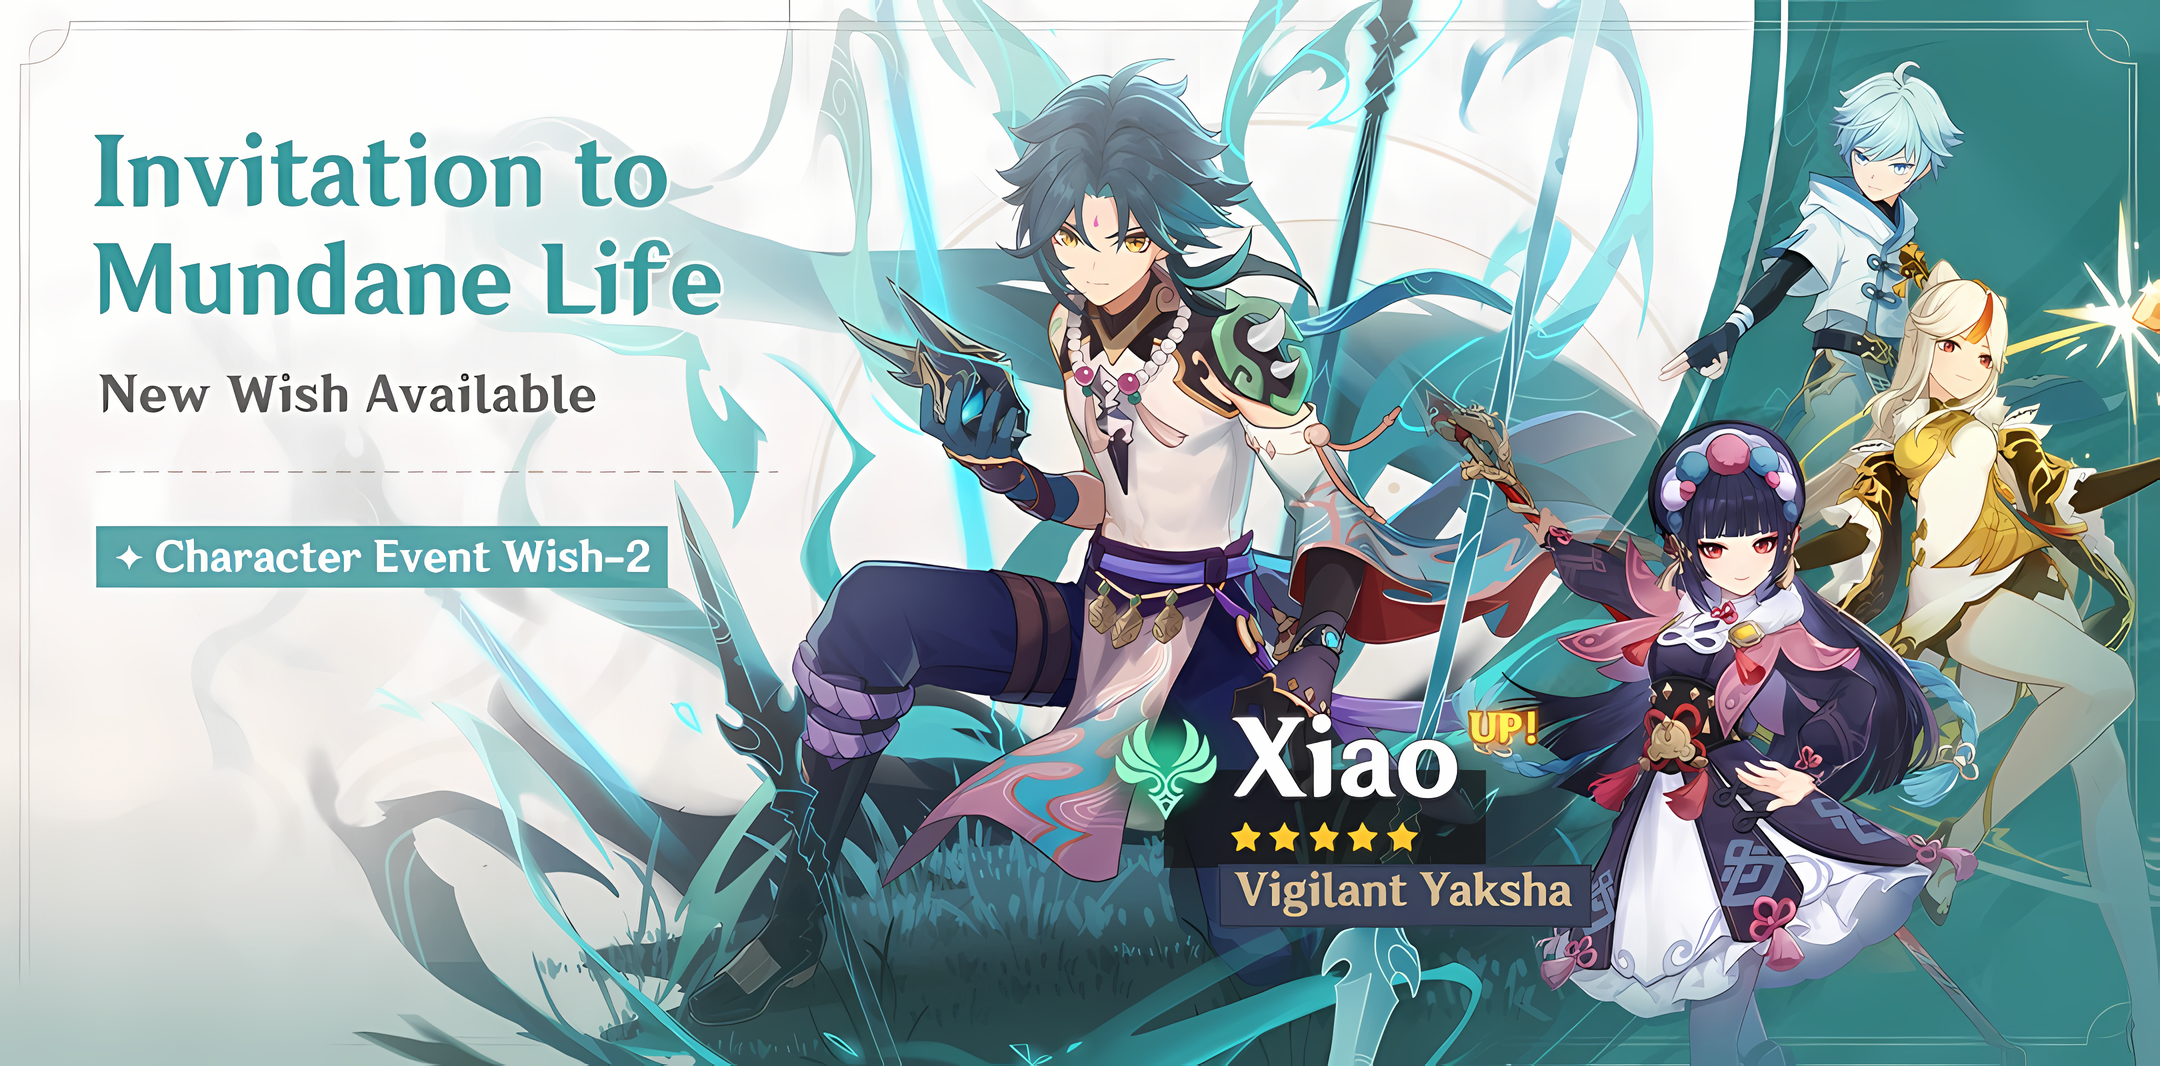 Invitation to
Mundane Life
New Wish Available
Character Event Wish-2
Xiao UP!
Vigilant Yaksha